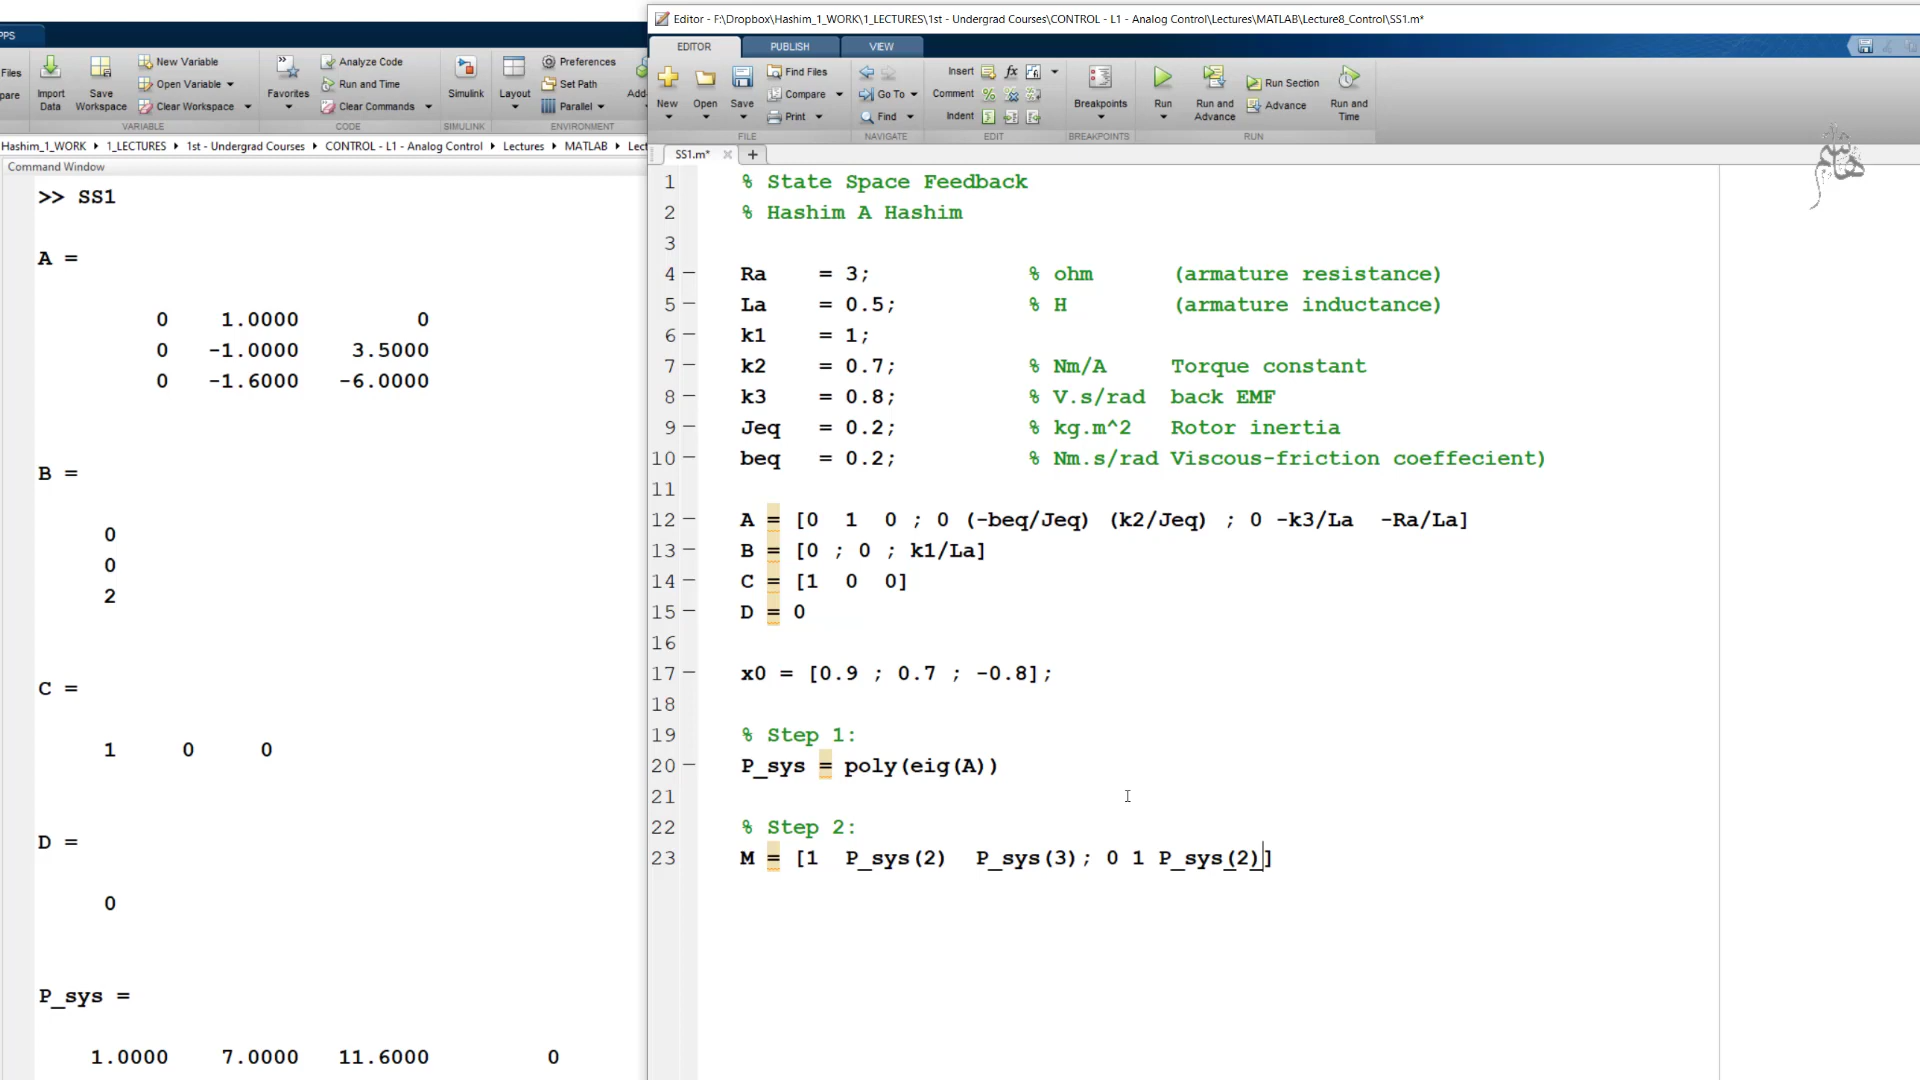 Editor - F:\Dropbox\Hashim_1_WORK\1_LECTURES\1st - Undergrad Courses\CONTROL - L1 - Analog Control\Lectures\MATLAB\Lecture8_Control\SS1.m*
PPS
EDITOR PUBLISH VIEW
Files
pare
Import Data
Save Workspace
New Variable
Open Variable
Clear Workspace
VARIABLE
Favorites
Analyze Code
Run and Time
Clear Commands
CODE
Simulink
SIMULINK
Layout
Preferences
Set Path
Parallel
ENVIRONMENT
Add-
New
Open
Save
Find Files
Compare
Print
FILE
Go To
Find
NAVIGATE
Insert fx
Comment
Indent
EDIT
Breakpoints
BREAKPOINTS
Run
Run and Advance
Run Section
Advance
Run and Time
RUN
Hashim_1_WORK 1_LECTURES 1st - Undergrad Courses CONTROL - L1 - Analog Control Lectures MATLAB Lec
Command Window
>> SS1
A =
0 1.0000 0
0 -1.0000 3.5000
0 -1.6000 -6.0000
B =
0
0
2
C =
1 0 0
D =
0
P_sys =
1.0000 7.0000 11.6000 0
SS1.m*
1 % State Space Feedback
2 % Hashim A Hashim
3
4 Ra = 3; % ohm (armature resistance)
5 La = 0.5; % H (armature inductance)
6 k1 = 1;
7 k2 = 0.7; % Nm/A Torque constant
8 k3 = 0.8; % V.s/rad back EMF
9 Jeq = 0.2; % kg.m^2 Rotor inertia
10 beq = 0.2; % Nm.s/rad Viscous-friction coeffecient)
11
12 A = [0 1 0 ; 0 (-beq/Jeq) (k2/Jeq) ; 0 -k3/La -Ra/La]
13 B = [0 ; 0 ; k1/La]
14 C = [1 0 0]
15 D = 0
16
17 x0 = [0.9 ; 0.7 ; -0.8];
18
19 % Step 1:
20 P_sys = poly(eig(A))
21
22 % Step 2:
23 M = [1 P_sys(2) P_sys(3); 0 1 P_sys(2)]